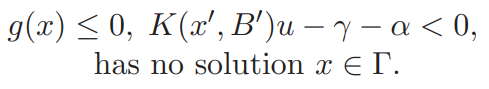 g(x) ≤ 0, K(x′, B′)u − γ − α < 0,
has no solution x ∈ Γ.